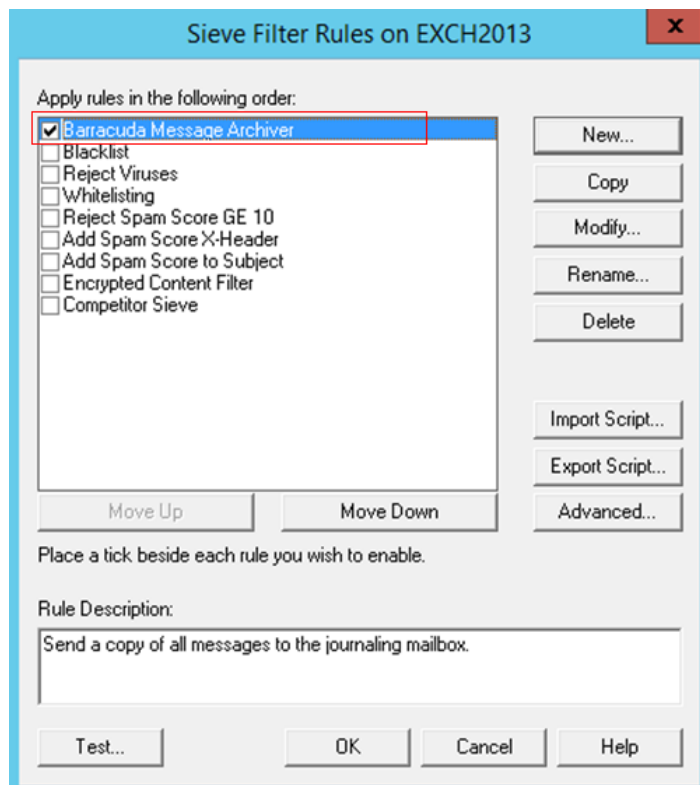 Sieve Filter Rules on EXCH2013
x
Apply rules in the following order:
Barracuda Message Archiver
Blacklist
Reject Viruses
Whitelisting
Reject Spam Score GE 10
Add Spam Score X-Header
Add Spam Score to Subject
Encrypted Content Filter
Competitor Sieve
New...
Copy
Modify...
Rename...
Delete
Import Script...
Export Script...
Advanced...
Move Up
Move Down
Place a tick beside each rule you wish to enable.
Rule Description:
Send a copy of all messages to the journaling mailbox.
Test...
OK
Cancel
Help